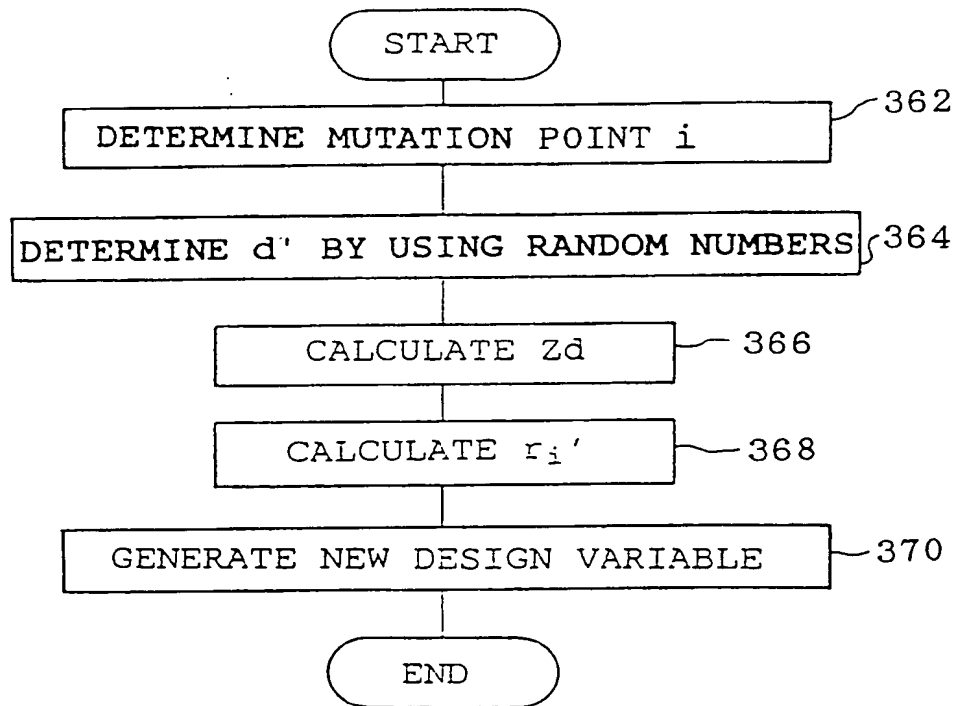 START
DETERMINE MUTATION POINT i
362
DETERMINE d' BY USING RANDOM NUMBERS
364
CALCULATE Zd
366
CALCULATE ri'
368
GENERATE NEW DESIGN VARIABLE
370
END